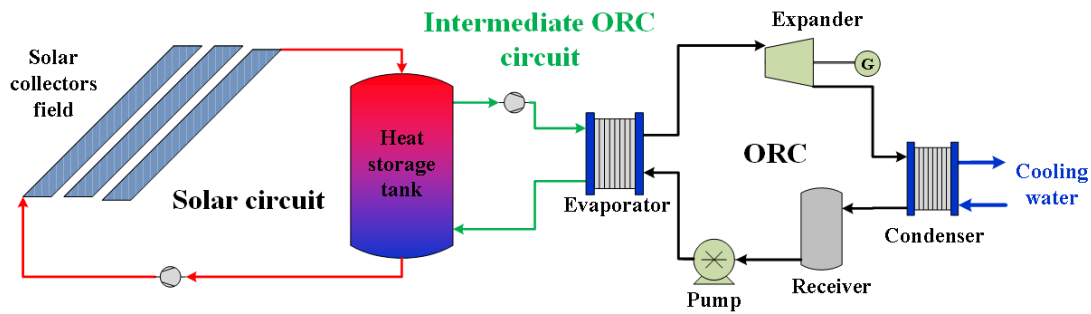 Solar
collectors
field
Solar circuit
Heat
storage
tank
Intermediate ORC
circuit
Evaporator
Expander
G
ORC
Cooling
water
Condenser
Receiver
Pump